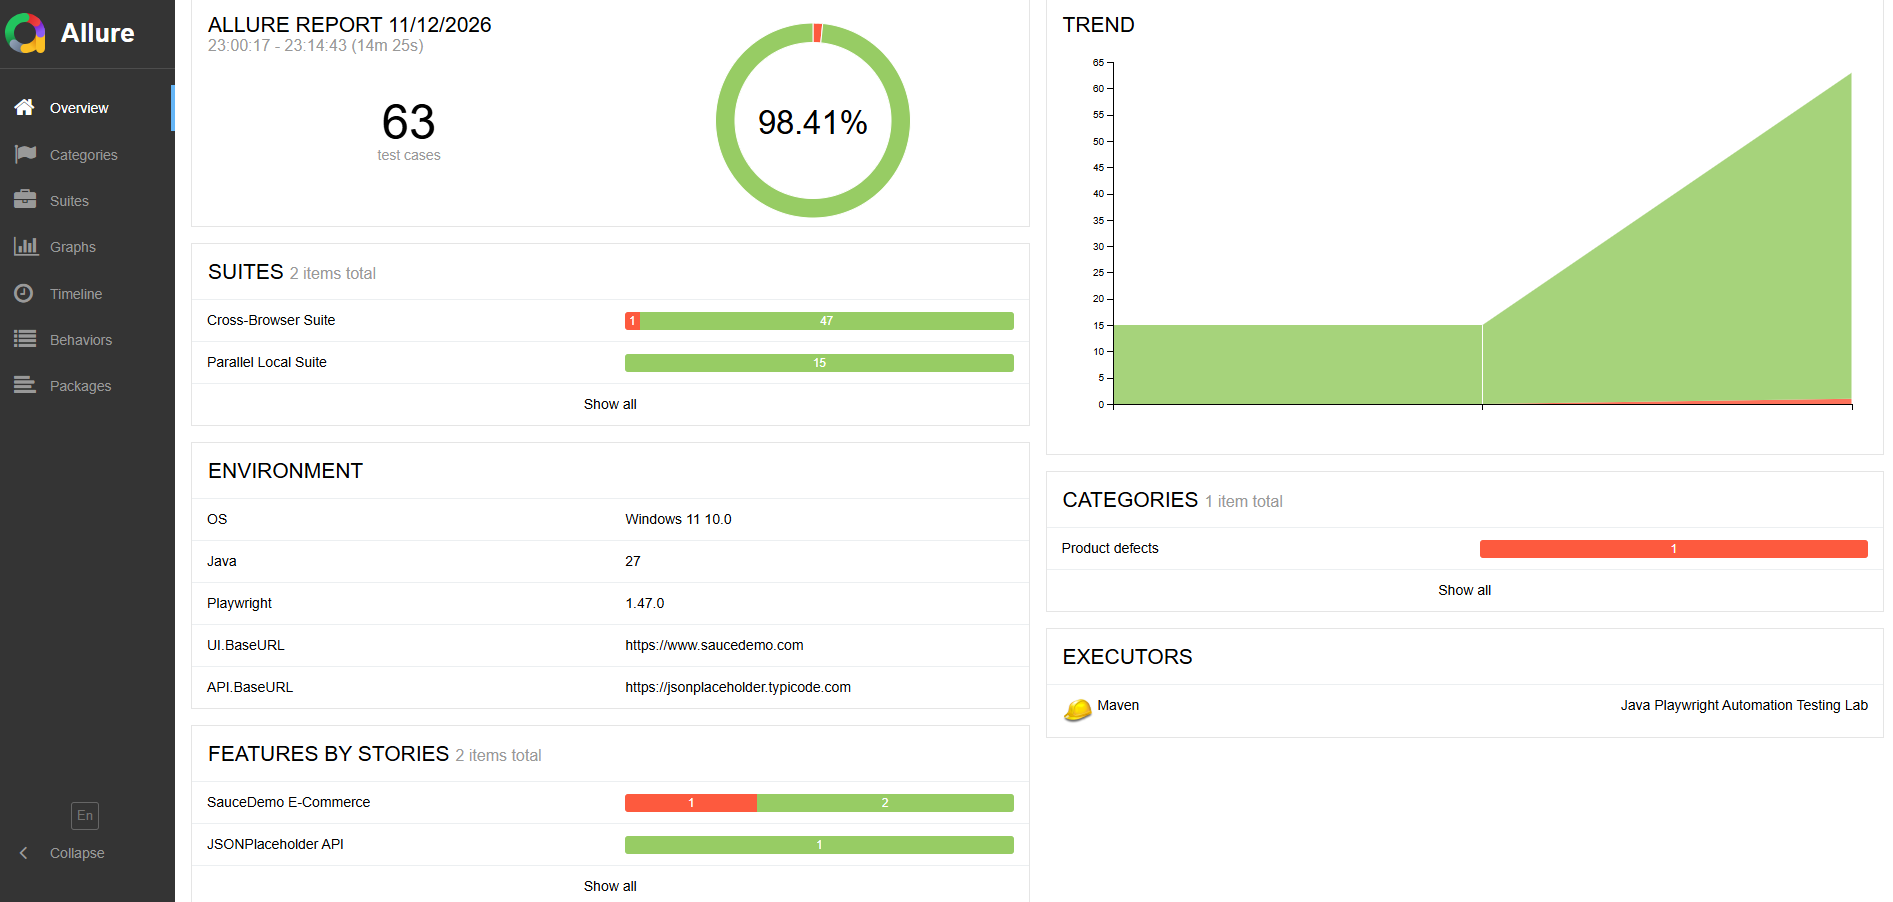 Allure
Overview
Categories
Suites
Graphs
Timeline
Behaviors
Packages
En
Collapse
ALLURE REPORT 11/12/2026
23:00:17 - 23:14:43 (14m 25s)
63
test cases
98.41%
SUITES 2 items total
Cross-Browser Suite 1 47
Parallel Local Suite 15
Show all
ENVIRONMENT
OS Windows 11 10.0
Java 27
Playwright 1.47.0
UI.BaseURL https://www.saucedemo.com
API.BaseURL https://jsonplaceholder.typicode.com
FEATURES BY STORIES 2 items total
SauceDemo E-Commerce 1 2
JSONPlaceholder API 1
Show all
TREND
65
60
55
50
45
40
35
30
25
20
15
10
5
0
CATEGORIES 1 item total
Product defects 1
Show all
EXECUTORS
Maven Java Playwright Automation Testing Lab